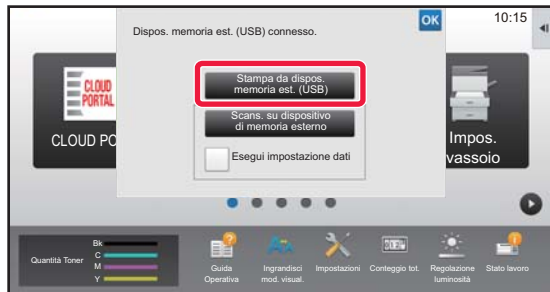 Dispos. memoria est. (USB) connesso.
OK
10:15
Stampa da dispos.
memoria est. (USB)
Scans. su dispositivo
di memoria esterno
Esegui impostazione dati
CLOUD
PORTAL
CLOUD PO
Impos.
vassoio
Quantità Toner
Bk
C
M
Y
Guida
Operativa
Ingrandisci
mod. visual.
Impostazioni
Conteggio tot.
Regolazione
luminosità
Stato lavoro